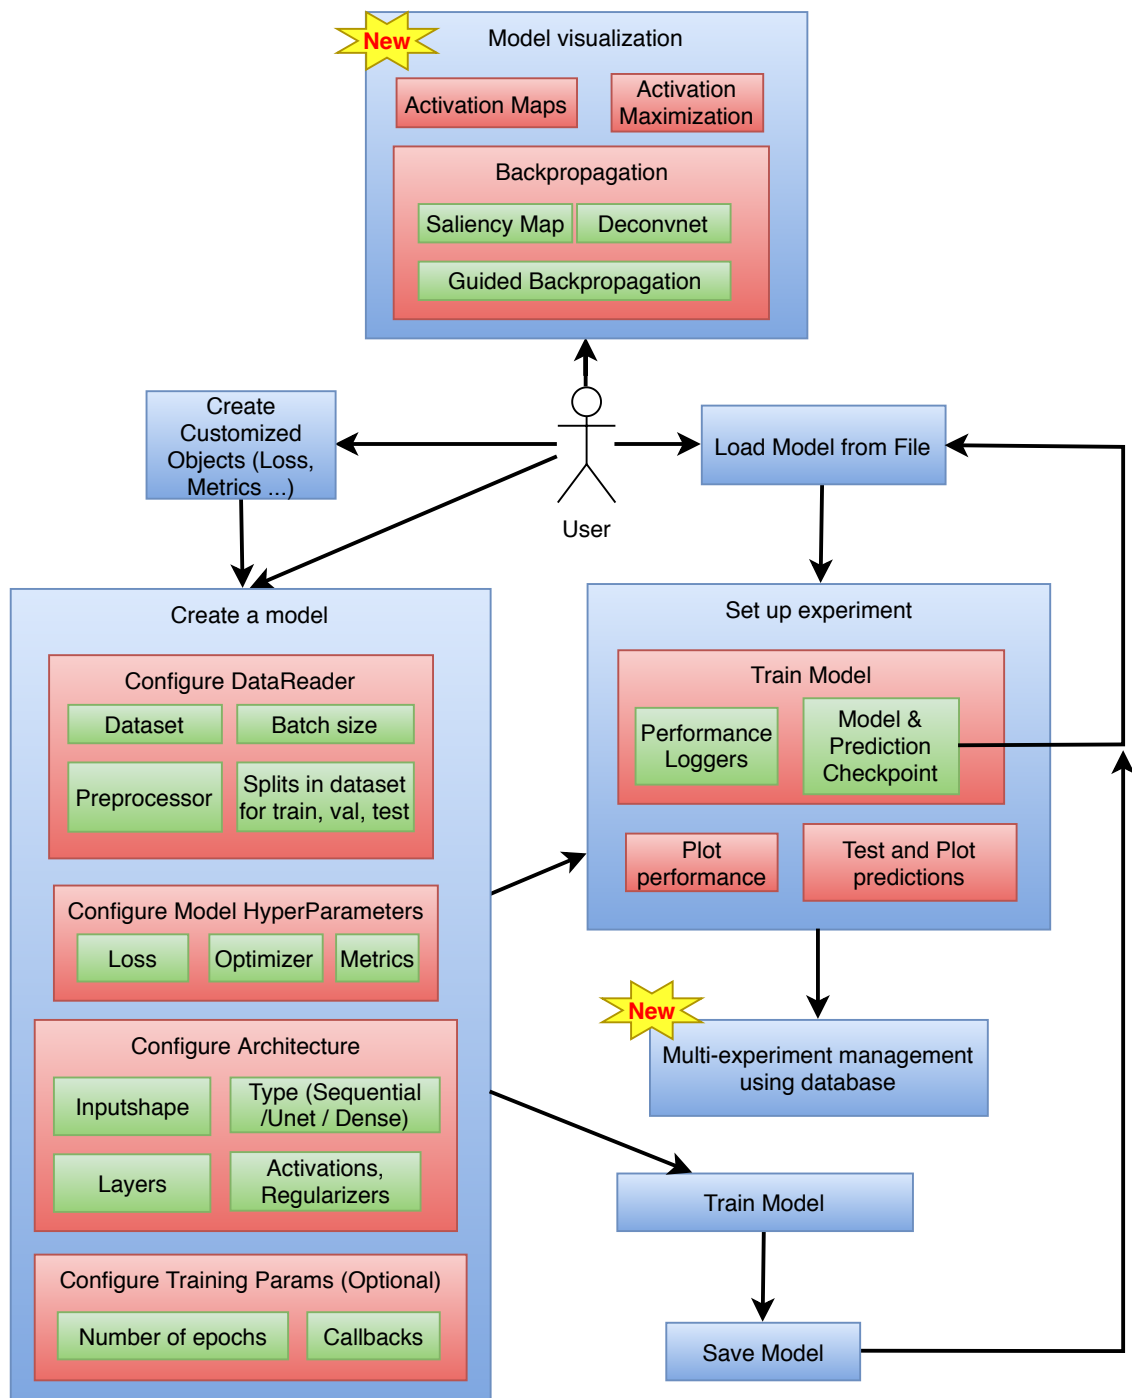 New
Model visualization
Activation Maps
Activation
Maximization
Backpropagation
Saliency Map
Deconvnet
Guided Backpropagation
Create
Customized
Objects (Loss,
Metrics ...)
User
Load Model from File
Create a model
Configure DataReader
Dataset
Batch size
Preprocessor
Splits in dataset
for train, val, test
Configure Model HyperParameters
Loss
Optimizer
Metrics
Configure Architecture
Inputshape
Type (Sequential
/Unet / Dense)
Layers
Activations,
Regularizers
Configure Training Params (Optional)
Number of epochs
Callbacks
Set up experiment
Train Model
Performance
Loggers
Model &
Prediction
Checkpoint
Plot
performance
Test and Plot
predictions
New
Multi-experiment management
using database
Train Model
Save Model